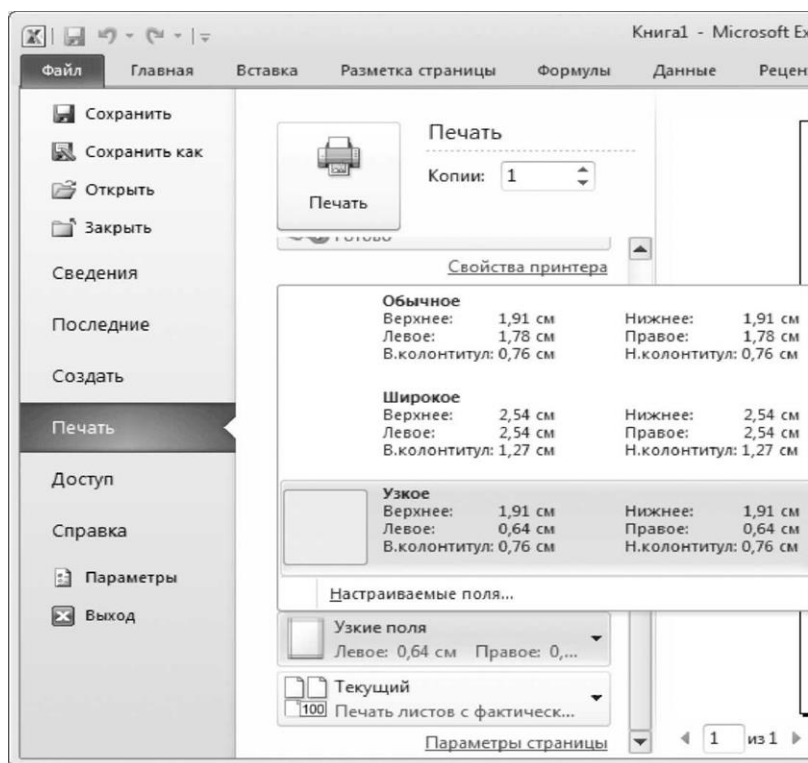 Книга1 - Microsoft Ex
Файл Главная Вставка Разметка страницы Формулы Данные Рецен
Сохранить
Сохранить как
Открыть
Закрыть
Сведения
Последние
Создать
Печать
Доступ
Справка
Параметры
Выход
Печать
Печать
Копии: 1
Готово
Свойства принтера
Обычное
Верхнее: 1,91 см Нижнее: 1,91 см
Левое: 1,78 см Правое: 1,78 см
В.колонтитул: 0,76 см Н.колонтитул: 0,76 см
Широкое
Верхнее: 2,54 см Нижнее: 2,54 см
Левое: 2,54 см Правое: 2,54 см
В.колонтитул: 1,27 см Н.колонтитул: 1,27 см
Узкое
Верхнее: 1,91 см Нижнее: 1,91 см
Левое: 0,64 см Правое: 0,64 см
В.колонтитул: 0,76 см Н.колонтитул: 0,76 см
Настраиваемые поля...
Узкие поля
Левое: 0,64 см Правое: 0,...
Текущий
100 Печать листов с фактическ...
Параметры страницы
1 из 1